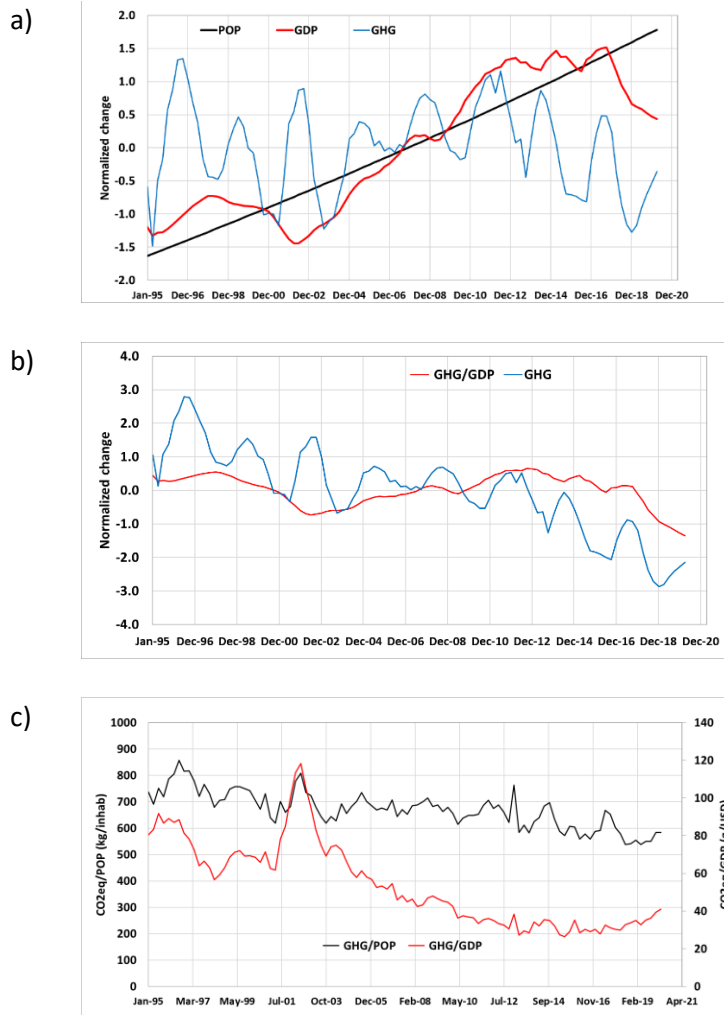 a)
POP GDP GHG
Normalized change
2.0
1.5
1.0
0.5
0.0
-0.5
-1.0
-1.5
2.0
Jan-95 Dec-96 Dec-98 Dec-00 Dec-02 Dec-04 Dec-06 Dec-08 Dec-10 Dec-12 Dec-14 Dec-16 Dec-18 Dec-20
b)
GHG/GDP GHG
Normalized change
4.0
3.0
2.0
1.0
0.0
-1.0
-2.0
-3.0
-4.0
Jan-95 Dec-96 Dec-98 Dec-00 Dec-02 Dec-04 Dec-06 Dec-08 Dec-10 Dec-12 Dec-14 Dec-16 Dec-18 Dec-20
c)
CO2eq/POP (kg/inhab)
1000
900
800
700
600
500
400
300
200
100
0
GHG/POP GHG/GDP
140
120
100
80
60
40
20
0
CO2eq/GDP (g/USD)
Jan-95 Mar-97 May-99 Jul-01 Oct-03 Dec-05 Feb-08 May-10 Jul-12 Sep-14 Nov-16 Feb-19 Apr-21